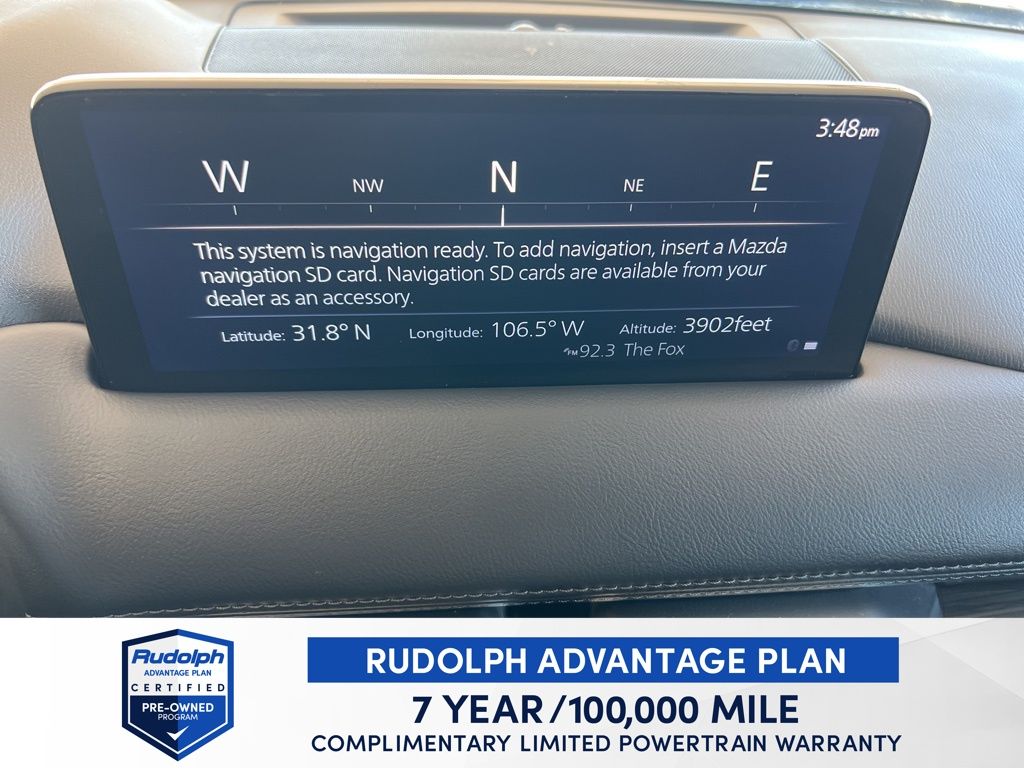 3:48pm
W NW N NE E
This system is navigation ready. To add navigation, insert a Mazda
navigation SD card. Navigation SD cards are available from your
dealer as an accessory.
Latitude: 31.8° N Longitude: 106.5° W Altitude: 3902feet
FM 92.3 The Fox
Rudolph
ADVANTAGE PLAN
CERTIFIED
PRE-OWNED
PROGRAM
RUDOLPH ADVANTAGE PLAN
7 YEAR/100,000 MILE
COMPLIMENTARY LIMITED POWERTRAIN WARRANTY